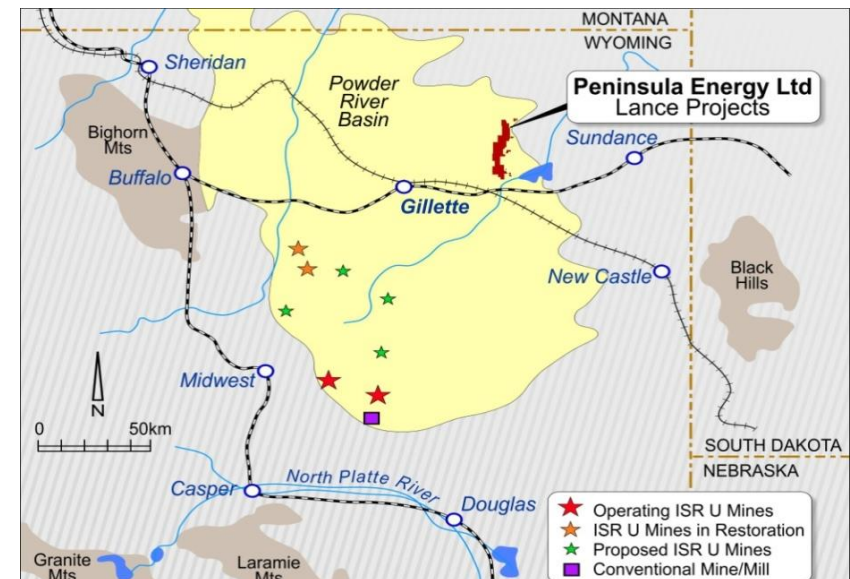 MONTANA
WYOMING
Sheridan
Powder
River
Basin
Peninsula Energy Ltd
Lance Projects
Bighorn
Mts
Sundance
Buffalo
Gillette
New Castle
Black
Hills
Midwest
N
0 50km
SOUTH DAKOTA
NEBRASKA
Casper
North Platte River
Douglas
Operating ISR U Mines
ISR U Mines in Restoration
Proposed ISR U Mines
Conventional Mine/Mill
Granite
Mts
Laramie
Mts